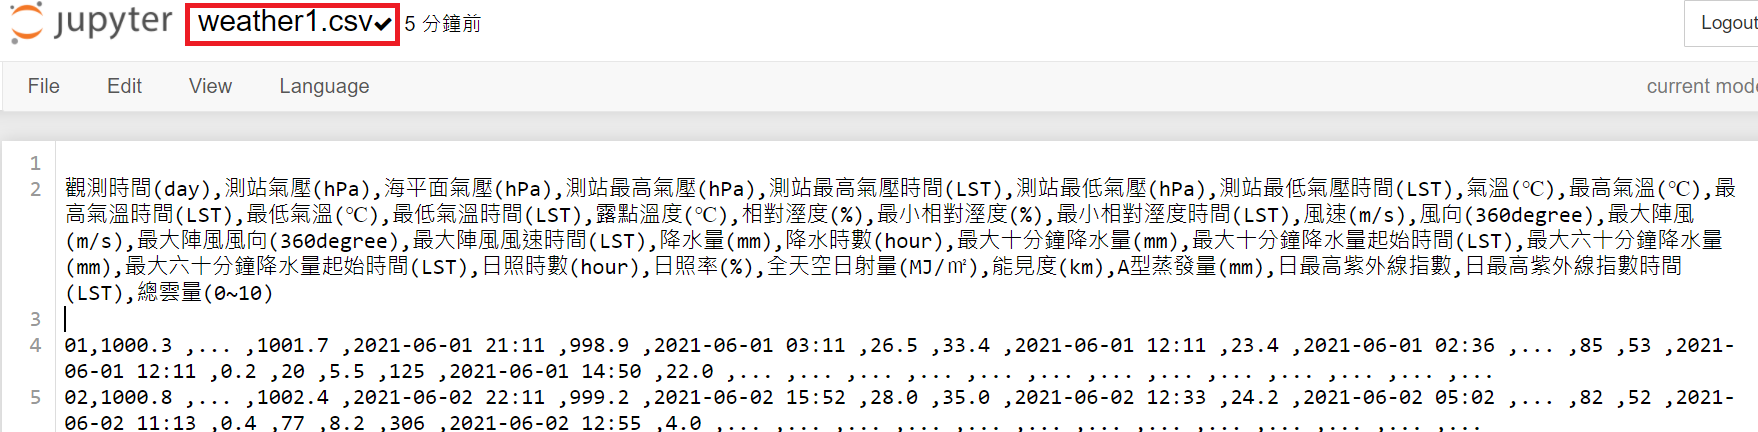 jupyter weather1.csv✔ 5 分鐘前 Logout
File Edit View Language current mode
1
2 觀測時間(day),測站氣壓(hPa),海平面氣壓(hPa),測站最高氣壓(hPa),測站最高氣壓時間(LST),測站最低氣壓(hPa),測站最低氣壓時間(LST),氣溫(℃),最高氣溫(℃),最
高氣溫時間(LST),最低氣溫(℃),最低氣溫時間(LST),露點溫度(℃),相對溼度(%),最小相對溼度(%),最小相對溼度時間(LST),風速(m/s),風向(360degree),最大陣風
(m/s),最大陣風風向(360degree),最大陣風風速時間(LST),降水量(mm),降水時數(hour),最大十分鐘降水量(mm),最大十分鐘降水量起始時間(LST),最大六十分鐘降水量
(mm),最大六十分鐘降水量起始時間(LST),日照時數(hour),日照率(%),全天空日射量(MJ/㎡),能見度(km),A型蒸發量(mm),日最高紫外線指數,日最高紫外線指數時間
(LST),總雲量(0~10)
3
4 01,1000.3 ,... ,1001.7 ,2021-06-01 21:11 ,998.9 ,2021-06-01 03:11 ,26.5 ,33.4 ,2021-06-01 12:11 ,23.4 ,2021-06-01 02:36 ,... ,85 ,53 ,2021-
06-01 12:11 ,0.2 ,20 ,5.5 ,125 ,2021-06-01 14:50 ,22.0 ,... ,... ,... ,... ,... ,... ,... ,... ,... ,... ,... ,... ,...
5 02,1000.8 ,... ,1002.4 ,2021-06-02 22:11 ,999.2 ,2021-06-02 15:52 ,28.0 ,35.0 ,2021-06-02 12:33 ,24.2 ,2021-06-02 05:02 ,... ,82 ,52 ,2021-
06-02 11:13 ,0.4 ,77 ,8.2 ,306 ,2021-06-02 12:55 ,4.0 ,... ,... ,... ,... ,... ,... ,... ,... ,... ,... ,... ,... ,...